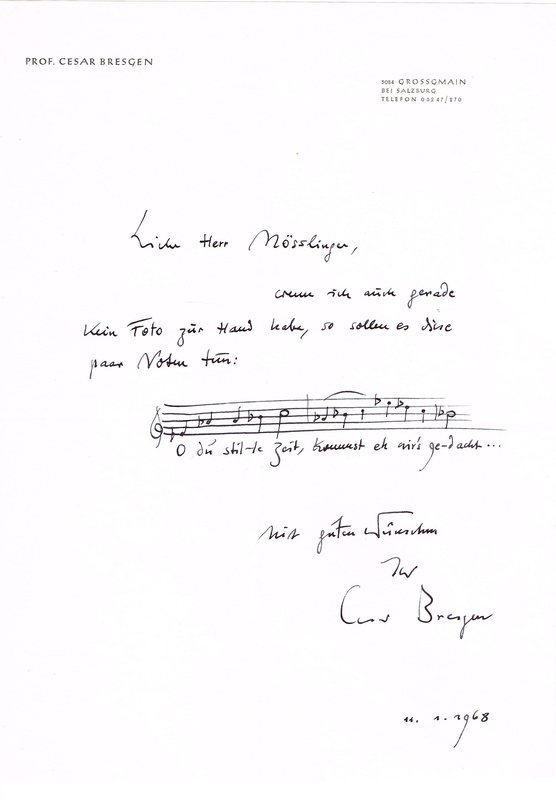 PROF. CESAR BRESGEN
5084 GROSSGMAIN
BEI SALZBURG
TELEFON 06247/270
Lieber Herr Nösslinger,
wenn ich auch gerade
kein Foto zur Hand habe, so sollen es diese
paar Noten tun:
O du stil-le Zeit, kommst eh wir's ge-dacht ...
Mit guten Wünschen
Ihr
Cesar Bresgen
11. 1. 1968